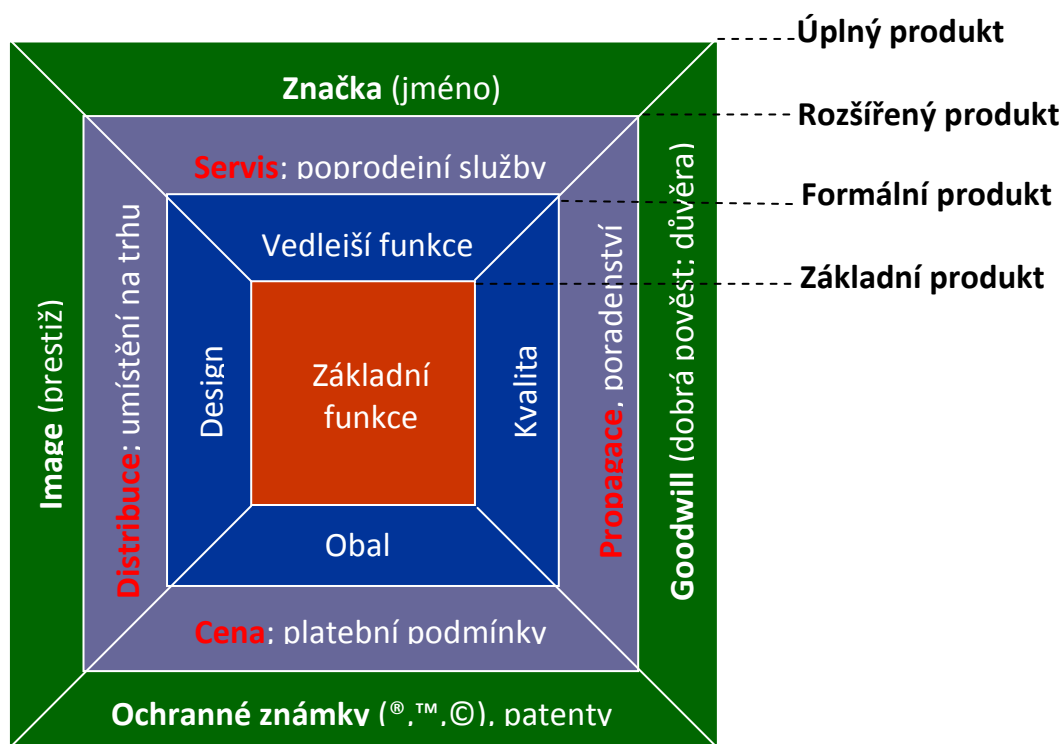 Úplný produkt
Značka (jméno)
Rozšířený produkt
Servis; poprodejní služby
Formální produkt
Vedlejší funkce
Základní produkt
Image (prestiž)
Distribuce; umístění na trhu
Design
Základní
funkce
Kvalita
Propagace, poradenství
Goodwill (dobrá pověst; důvěra)
Obal
Cena; platební podmínky
Ochranné známky (®,™,©), patenty